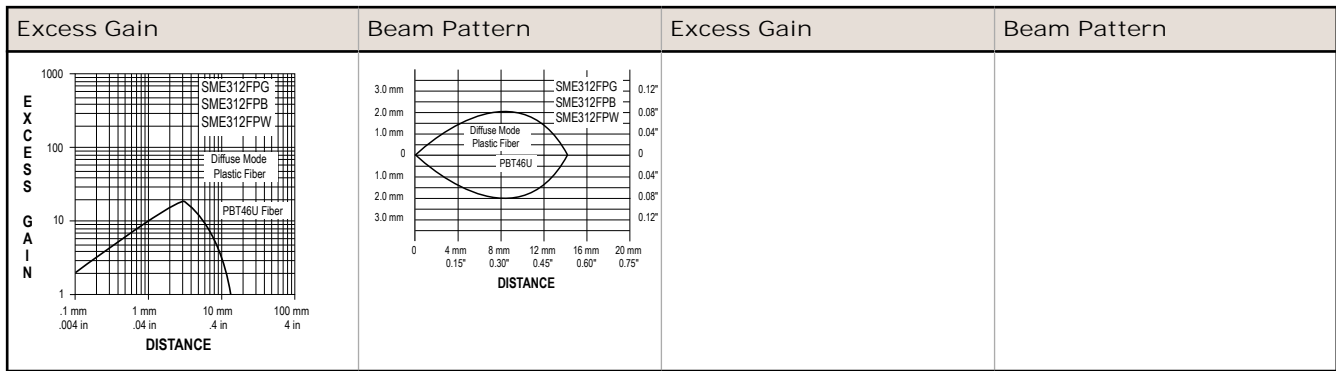 Excess Gain
Beam Pattern
Excess Gain
Beam Pattern
EXCESS GAIN
1000
100
10
1
SME312FPG
SME312FPB
SME312FPW
Diffuse Mode
Plastic Fiber
PBT46U Fiber
.1 mm
.004 in
1 mm
.04 in
10 mm
.4 in
100 mm
4 in
DISTANCE
3.0 mm
2.0 mm
1.0 mm
0
1.0 mm
2.0 mm
3.0 mm
SME312FPG
SME312FPB
SME312FPW
Diffuse Mode
Plastic Fiber
PBT46U
0.12"
0.08"
0.04"
0
0.04"
0.08"
0.12"
0
4 mm
0.15"
8 mm
0.30"
12 mm
0.45"
16 mm
0.60"
20 mm
0.75"
DISTANCE